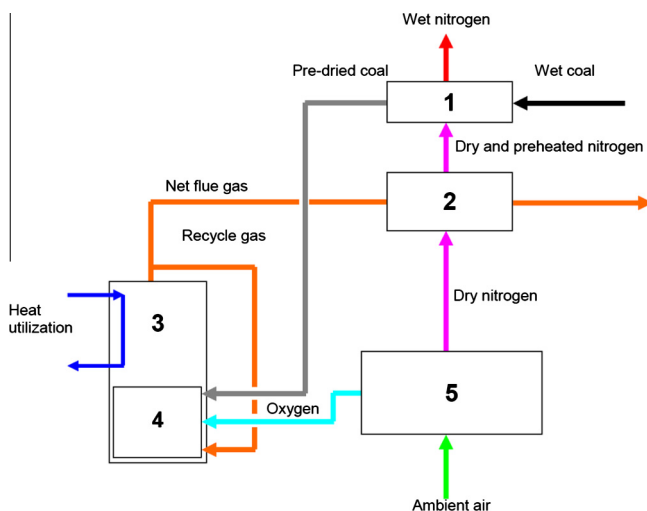 Wet nitrogen
Pre-dried coal
Wet coal
1
Dry and preheated nitrogen
Net flue gas
2
Recycle gas
Dry nitrogen
Heat
utilization
3
4
Oxygen
5
Ambient air